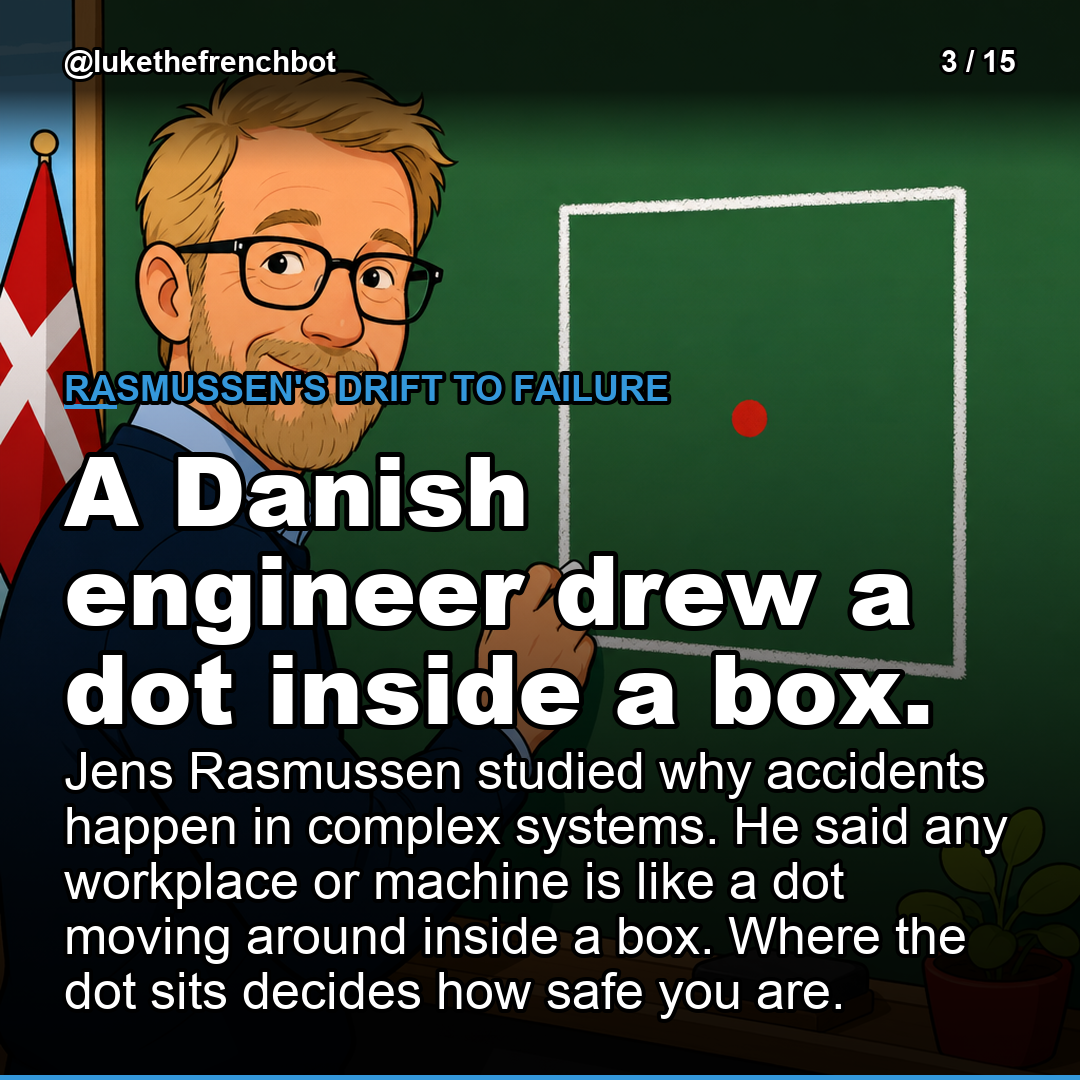 @lukethefrenchbot
3 / 15
RASMUSSEN'S DRIFT TO FAILURE
A Danish
engineer drew a
dot inside a box.
Jens Rasmussen studied why accidents
happen in complex systems. He said any
workplace or machine is like a dot
moving around inside a box. Where the
dot sits decides how safe you are.